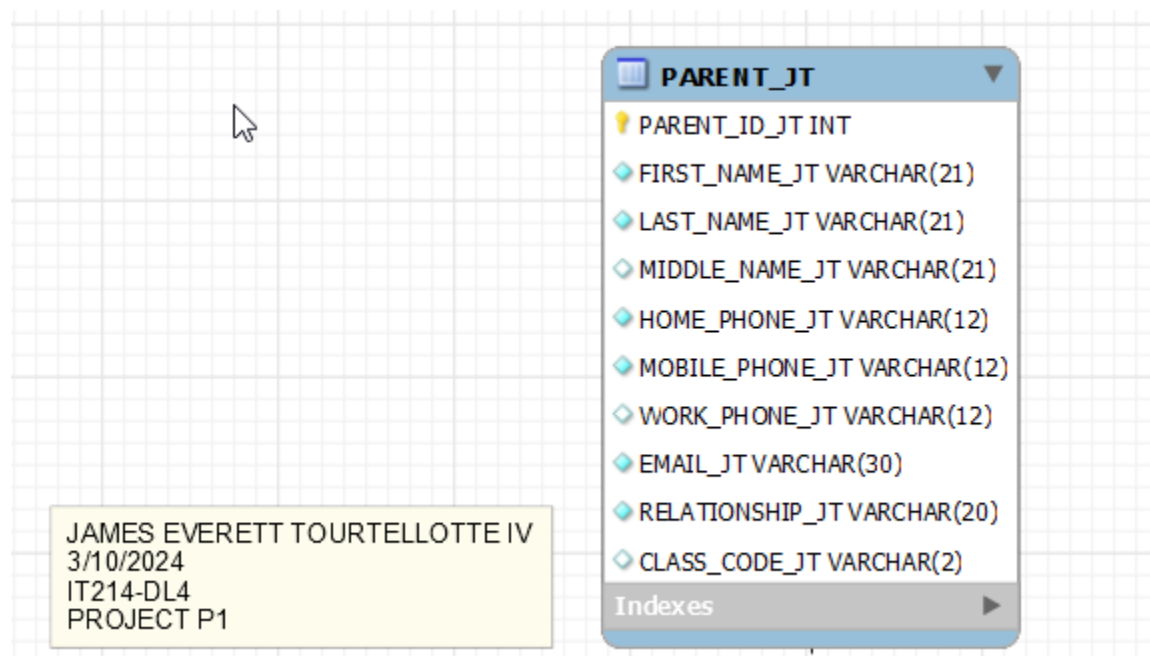 PARENT_JT
PARENT_ID_JT INT
FIRST_NAME_JT VARCHAR(21)
LAST_NAME_JT VARCHAR(21)
MIDDLE_NAME_JT VARCHAR(21)
HOME_PHONE_JT VARCHAR(12)
MOBILE_PHONE_JT VARCHAR(12)
WORK_PHONE_JT VARCHAR(12)
EMAIL_JT VARCHAR(30)
RELATIONSHIP_JT VARCHAR(20)
CLASS_CODE_JT VARCHAR(2)
Indexes
JAMES EVERETT TOURTELLOTTE IV
3/10/2024
IT214-DL4
PROJECT P1